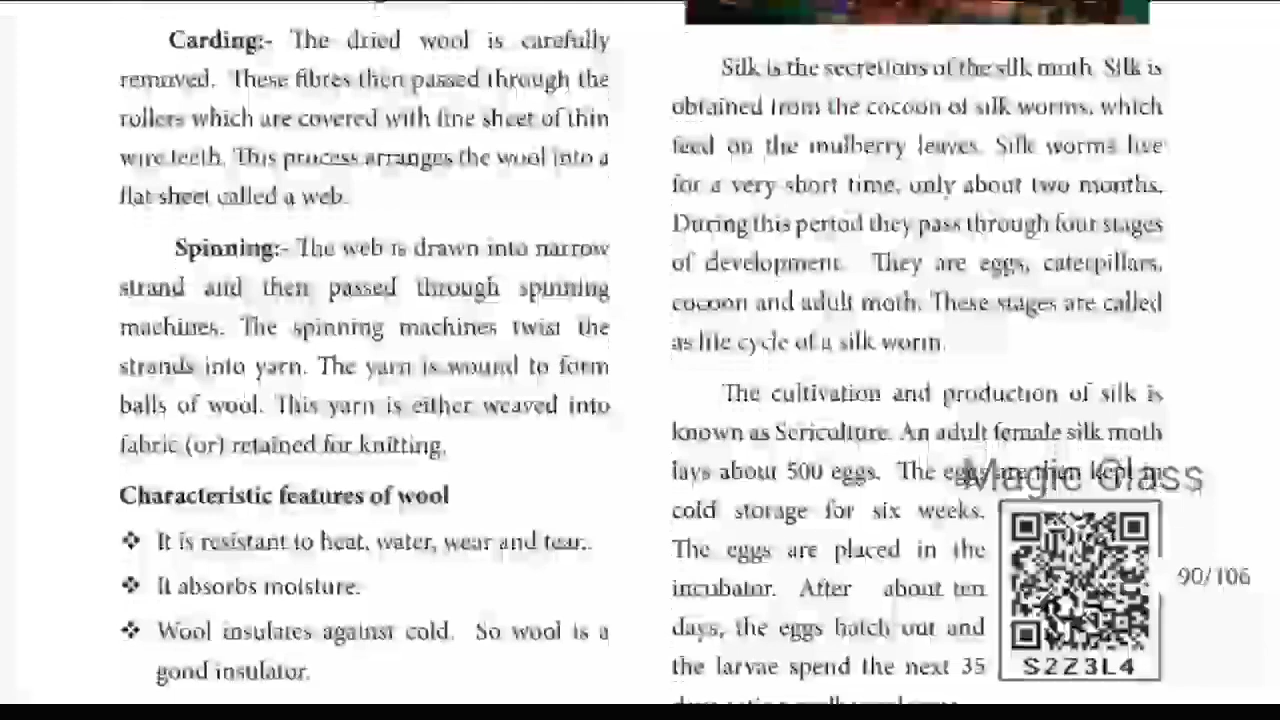 Carding:- The dried wool is carefully
removed. These fibres then passed through the
rollers which are covered with fine sheet of thin
wire teeth. This process arranges the wool into a
flat sheet called a web.
Spinning:- The web is drawn into narrow
strand and then passed through spinning
machines. The spinning machines twist the
strands into yarn. The yarn is wound to form
balls of wool. This yarn is either weaved into
fabric (or) retained for knitting.
Characteristic features of wool
❖ It is resistant to heat, water, wear and tear..
❖ It absorbs moisture.
❖ Wool insulates against cold. So wool is a
good insulator.
Silk is the secretions of the silk moth. Silk is
obtained from the cocoon of silk worms, which
feed on the mulberry leaves. Silk worms live
for a very short time, only about two months.
During this period they pass through four stages
of development. They are eggs, caterpillars,
cocoon and adult moth. These stages are called
as life cycle of a silk worm.
The cultivation and production of silk is
known as Sericulture. An adult female silk moth
lays about 500 eggs. The eggs are then kept in
cold storage for six weeks.
The eggs are placed in the
incubator. After about ten
days, the eggs hatch out and
the larvae spend the next 35
Magic Glass
90/106
S2Z3L4